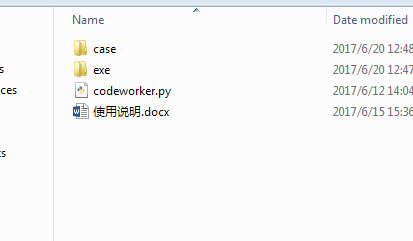 Name Date modified
case 2017/6/20 12:48
exe 2017/6/20 12:47
ces codeworker.py 2017/6/12 14:04
使用说明.docx 2017/6/15 15:36